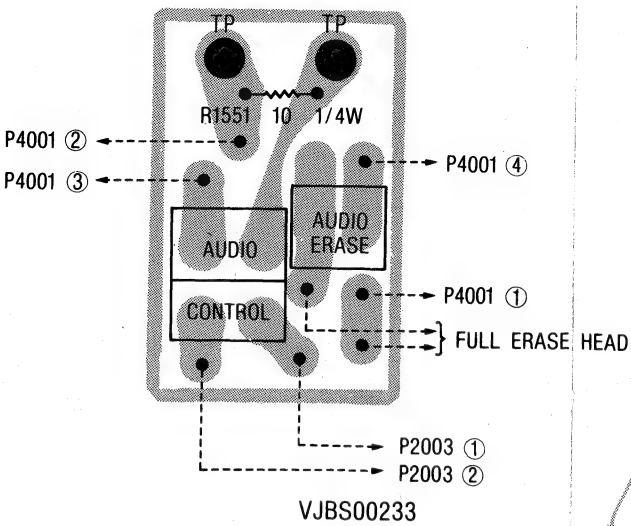 TP TP
R1551 10 1/4W
P4001 ②
P4001 ④
P4001 ③
AUDIO
ERASE
AUDIO
P4001 ①
CONTROL
FULL ERASE HEAD
P2003 ①
P2003 ②
VJBS00233